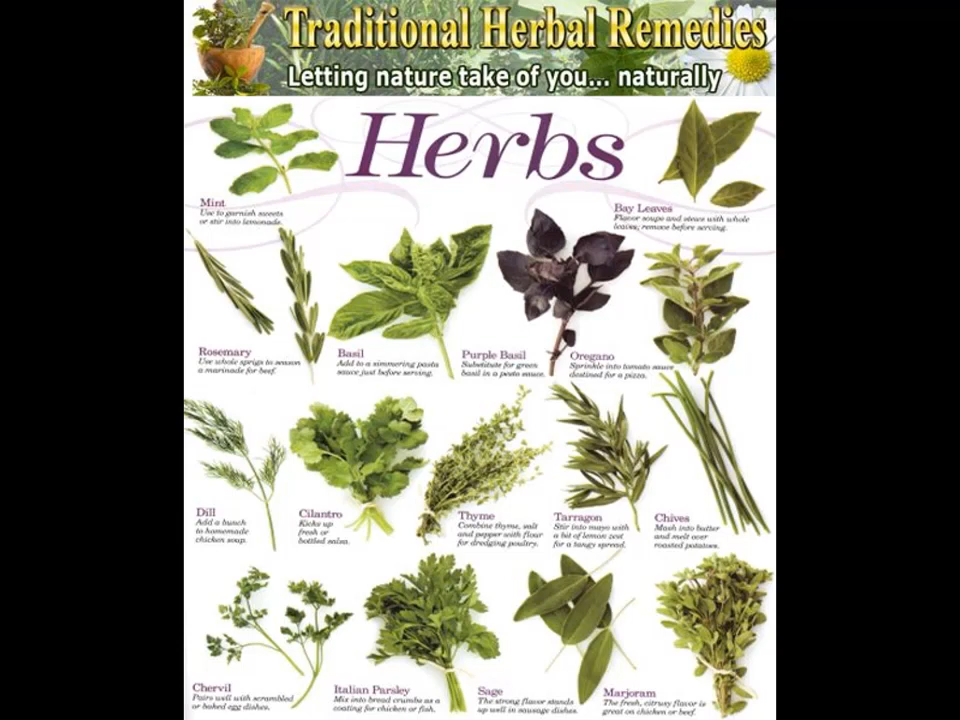 Traditional Herbal Remedies
Letting nature take of you... naturally
Herbs
Mint
Use to garnish sweets
or stir into lemonade.
Bay Leaves
Flavor soups and stews with whole
leaves; remove before serving.
Rosemary
Use whole sprigs to season
a marinade for beef.
Basil
Add to a simmering pasta
sauce just before serving.
Purple Basil
Substitute for green
basil in a pesto sauce.
Oregano
Sprinkle into tomato sauce
destined for a pizza.
Dill
Add a bunch
to homemade
chicken soup.
Cilantro
Kicks up
fresh or
bottled salsa.
Thyme
Combine thyme, salt
and pepper with flour
for dredging poultry.
Tarragon
Stir into mayo with
a bit of lemon zest
for a tangy spread.
Chives
Mash into butter
and melt over
roasted potatoes.
Chervil
Pairs well with scrambled
or baked egg dishes.
Italian Parsley
Mix into bread crumbs as a
coating for chicken or fish.
Sage
The strong flavor stands
up well in sausage dishes.
Marjoram
The fresh, citrusy flavor is
great on chicken or beef.